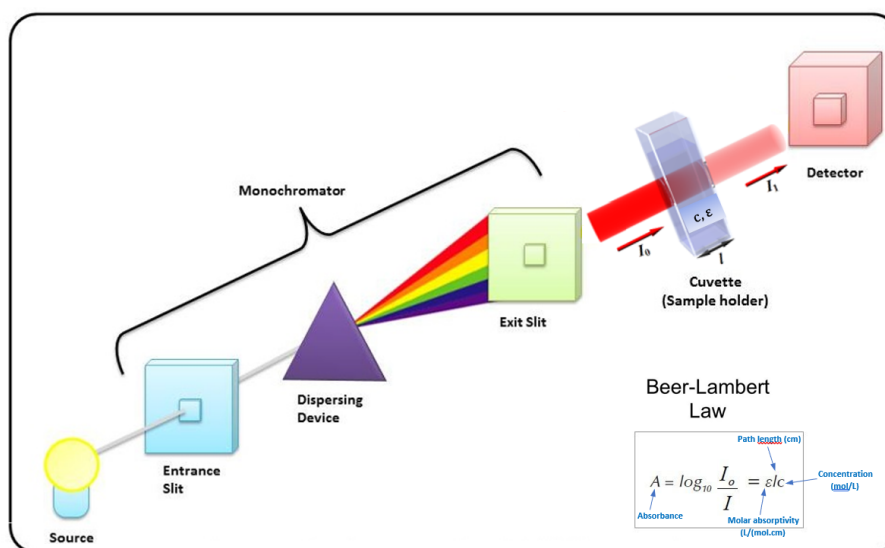 Monochromator
Detector
I₁
c, ε
I₀
l
Cuvette
(Sample holder)
Exit Slit
Dispersing
Device
Entrance
Slit
Source
Beer-Lambert
Law
Path length (cm)
A = log₁₀ Iₒ/I = εlc
Concentration
(mol/L)
Absorbance
Molar absorptivity
(L/(mol.cm)